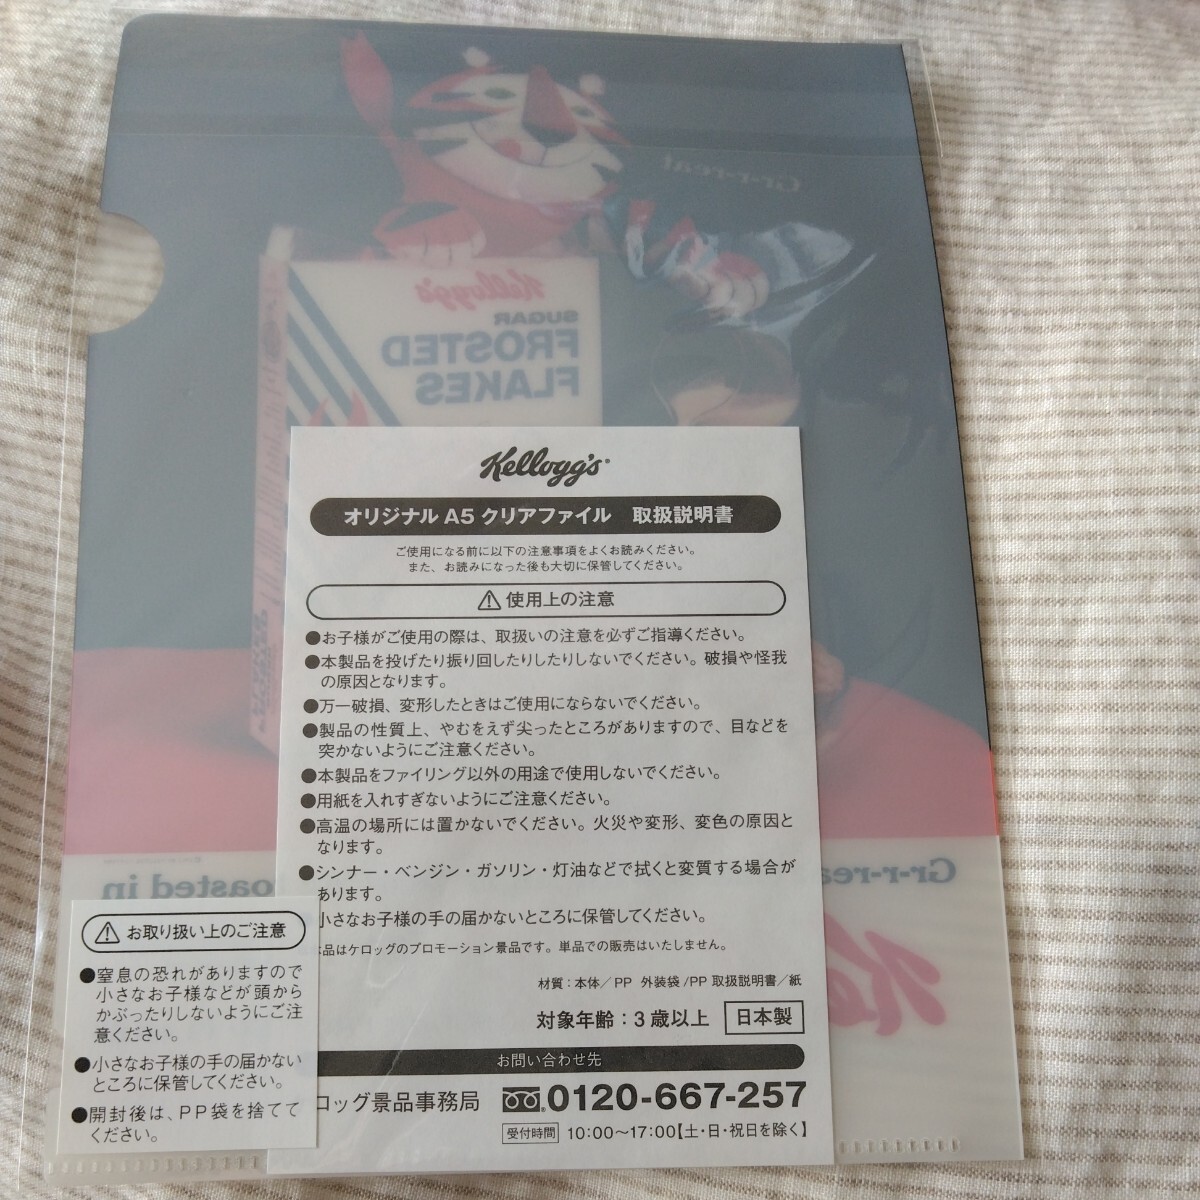 Gr-r-reat
Kellogg's
SUGAR
FROSTED
FLAKES
Kellogg's
オリジナル A5 クリアファイル 取扱説明書
ご使用になる前に以下の注意事項をよくお読みください。
また、お読みになった後も大切に保管してください。
⚠ 使用上の注意
●お子様がご使用の際は、取扱いの注意を必ずご指導ください。
●本製品を投げたり振り回したりしたりしないでください。破損や怪我
の原因となります。
●万一破損、変形したときはご使用にならないでください。
●製品の性質上、やむをえず尖ったところがありますので、目などを
突かないようにご注意ください。
●本製品をファイリング以外の用途で使用しないでください。
●用紙を入れすぎないようにご注意ください。
●高温の場所には置かないでください。火災や変形、変色の原因と
なります。
●シンナー・ベンジン・ガソリン・灯油などで拭くと変質する場合が
あります。
小さなお子様の手の届かないところに保管してください。
品はケロッグのプロモーション景品です。単品での販売はいたしません。
材質：本体／PP 外装袋/PP 取扱説明書／紙
対象年齢：3歳以上 日本製
お問い合わせ先
ロッグ景品事務局 0120-667-257
受付時間 10:00〜17:00【土・日・祝日を除く】
Gr-r-rea
oasted in
Ke
⚠ お取り扱い上のご注意
●窒息の恐れがありますので
小さなお子様などが頭から
かぶったりしないようにご注
意ください。
●小さなお子様の手の届かない
ところに保管してください。
●開封後は、PP袋を捨てて
ください。